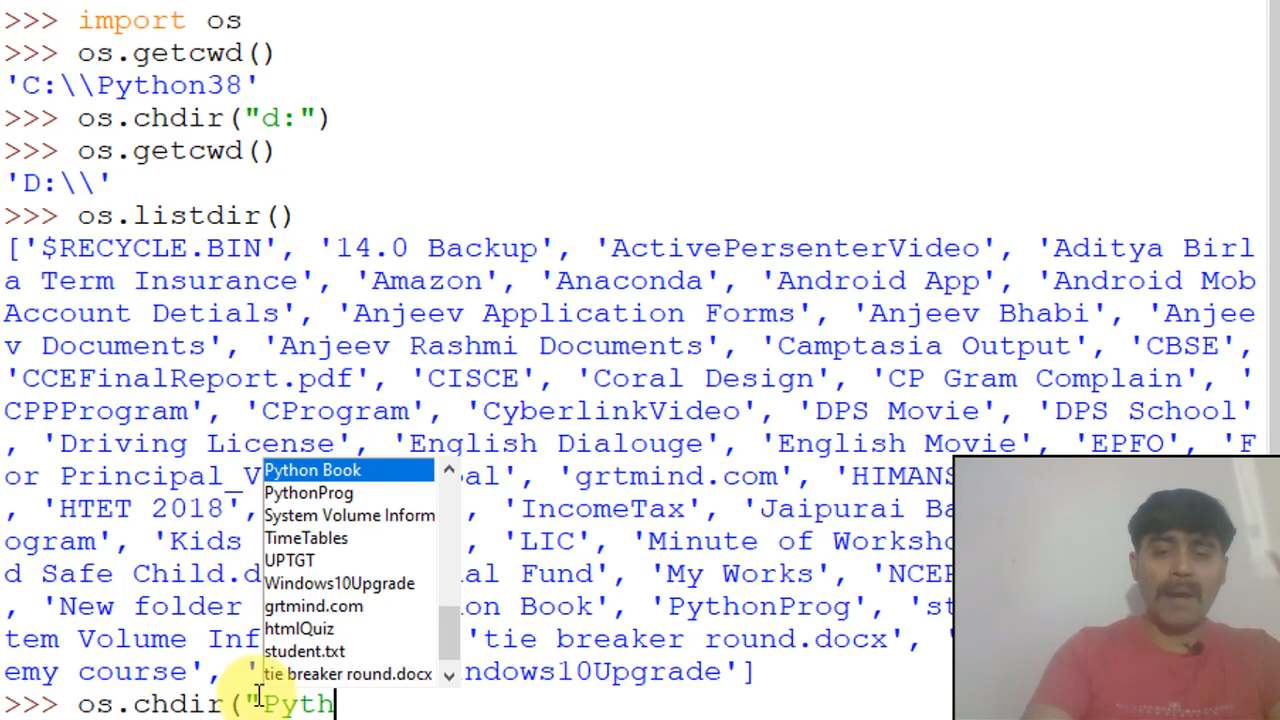 >>> import os
>>> os.getcwd()
'C:\\Python38'
>>> os.chdir("d:")
>>> os.getcwd()
'D:\\'
>>> os.listdir()
['$RECYCLE.BIN', '14.0 Backup', 'ActivePersenterVideo', 'Aditya Birl
a Term Insurance', 'Amazon', 'Anaconda', 'Android App', 'Android Mob
Account Detials', 'Anjeev Application Forms', 'Anjeev Bhabi', 'Anjee
v Documents', 'Anjeev Rashmi Documents', 'Camptasia Output', 'CBSE',
'CCEFinalReport.pdf', 'CISCE', 'Coral Design', 'CP Gram Complain', '
CPPProgram', 'CProgram', 'CyberlinkVideo', 'DPS Movie', 'DPS School'
, 'Driving License', 'English Dialouge', 'English Movie', 'EPFO', 'F
or Principal_V pal', 'grtmind.com', 'HIMANS
, 'HTET 2018', 'IncomeTax', 'Jaipurai Ba
ogram', 'Kids , 'LIC', 'Minute of Worksho
d Safe Child.d al Fund', 'My Works', 'NCER
, 'New folder on Book', 'PythonProg', 'st
tem Volume Inf 'tie breaker round.docx',
emy course', ' ndows10Upgrade']
>>> os.chdir("Pyth
Python Book
PythonProg
System Volume Inform
TimeTables
UPTGT
Windows10Upgrade
grtmind.com
htmlQuiz
student.txt
tie breaker round.docx